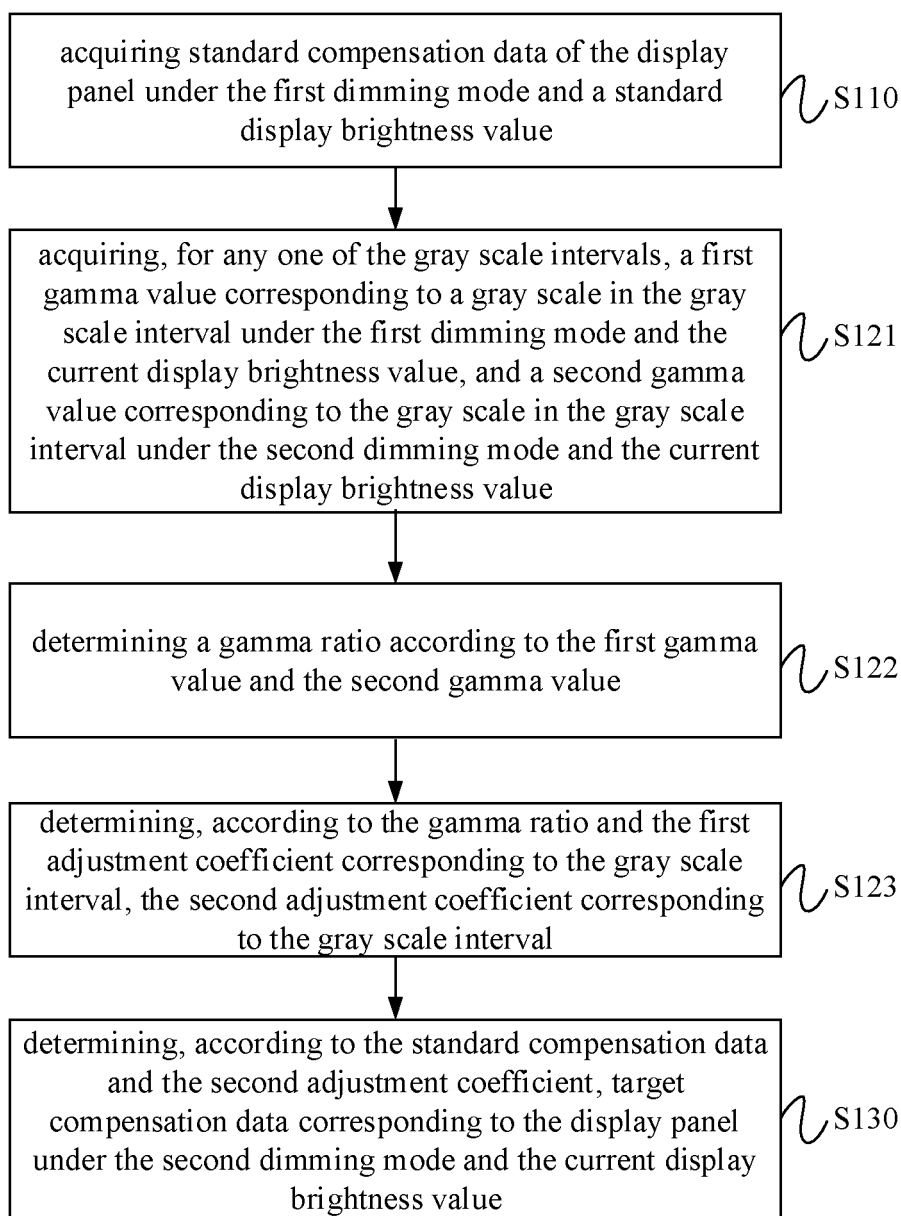 acquiring standard compensation data of the display
panel under the first dimming mode and a standard
display brightness value
S110
acquiring, for any one of the gray scale intervals, a first
gamma value corresponding to a gray scale in the gray
scale interval under the first dimming mode and the
current display brightness value, and a second gamma
value corresponding to the gray scale in the gray scale
interval under the second dimming mode and the current
display brightness value
S121
determining a gamma ratio according to the first gamma
value and the second gamma value
S122
determining, according to the gamma ratio and the first
adjustment coefficient corresponding to the gray scale
interval, the second adjustment coefficient corresponding
to the gray scale interval
S123
determining, according to the standard compensation data
and the second adjustment coefficient, target
compensation data corresponding to the display panel
under the second dimming mode and the current display
brightness value
S130